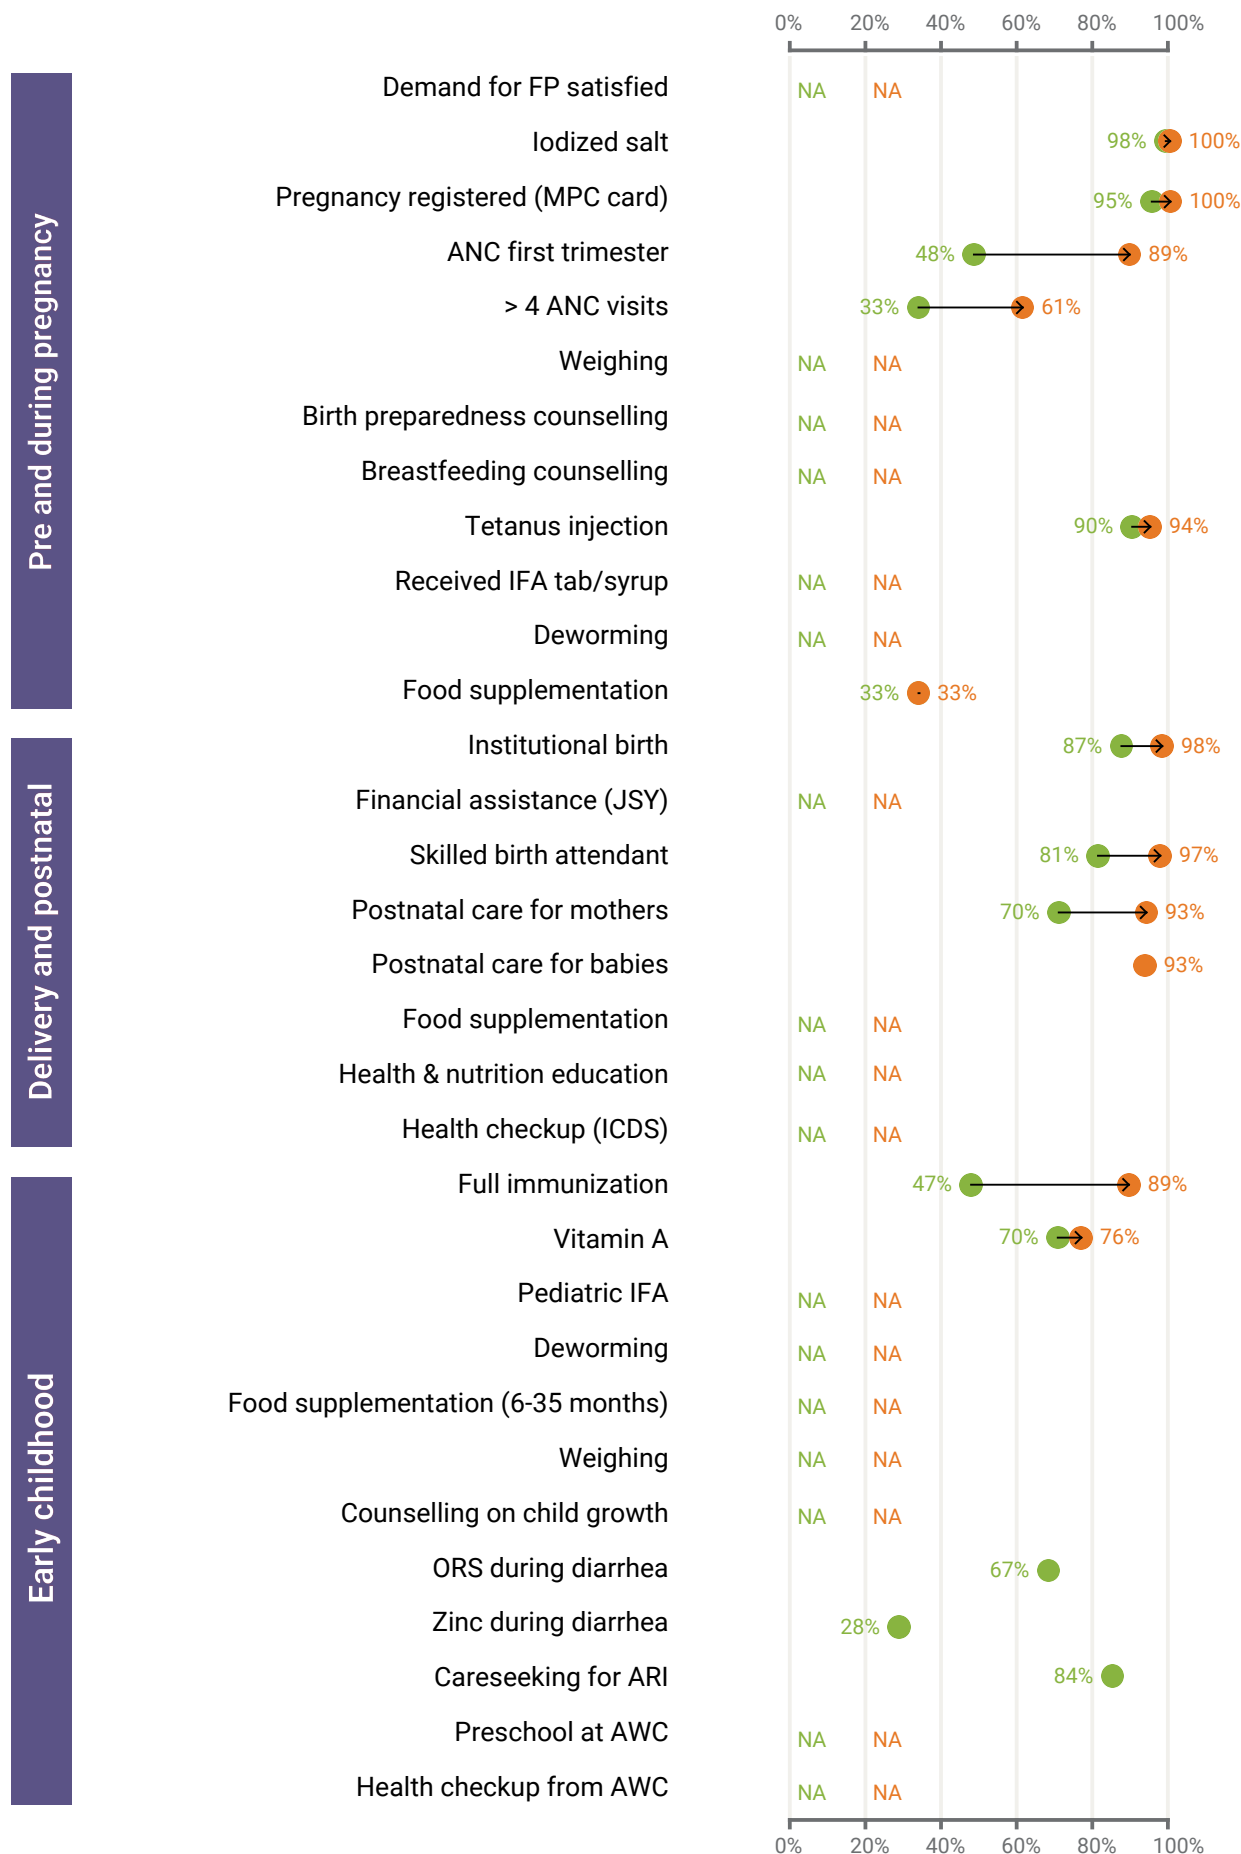 0% 20% 40% 60% 80% 100%
Pre and during pregnancy
Demand for FP satisfied NA NA
Iodized salt 98% 100%
Pregnancy registered (MPC card) 95% 100%
ANC first trimester 48% 89%
> 4 ANC visits 33% 61%
Weighing NA NA
Birth preparedness counselling NA NA
Breastfeeding counselling NA NA
Tetanus injection 90% 94%
Received IFA tab/syrup NA NA
Deworming NA NA
Food supplementation 33% 33%
Delivery and postnatal
Institutional birth 87% 98%
Financial assistance (JSY) NA NA
Skilled birth attendant 81% 97%
Postnatal care for mothers 70% 93%
Postnatal care for babies 93%
Food supplementation NA NA
Health & nutrition education NA NA
Health checkup (ICDS) NA NA
Early childhood
Full immunization 47% 89%
Vitamin A 70% 76%
Pediatric IFA NA NA
Deworming NA NA
Food supplementation (6-35 months) NA NA
Weighing NA NA
Counselling on child growth NA NA
ORS during diarrhea 67%
Zinc during diarrhea 28%
Careseeking for ARI 84%
Preschool at AWC NA NA
Health checkup from AWC NA NA
0% 20% 40% 60% 80% 100%